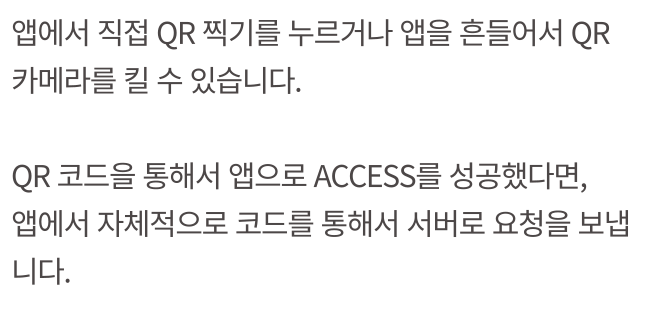 앱에서 직접 QR 찍기를 누르거나 앱을 흔들어서 QR
카메라를 킬 수 있습니다.
QR 코드을 통해서 앱으로 ACCESS를 성공했다면,
앱에서 자체적으로 코드를 통해서 서버로 요청을 보냅
니다.